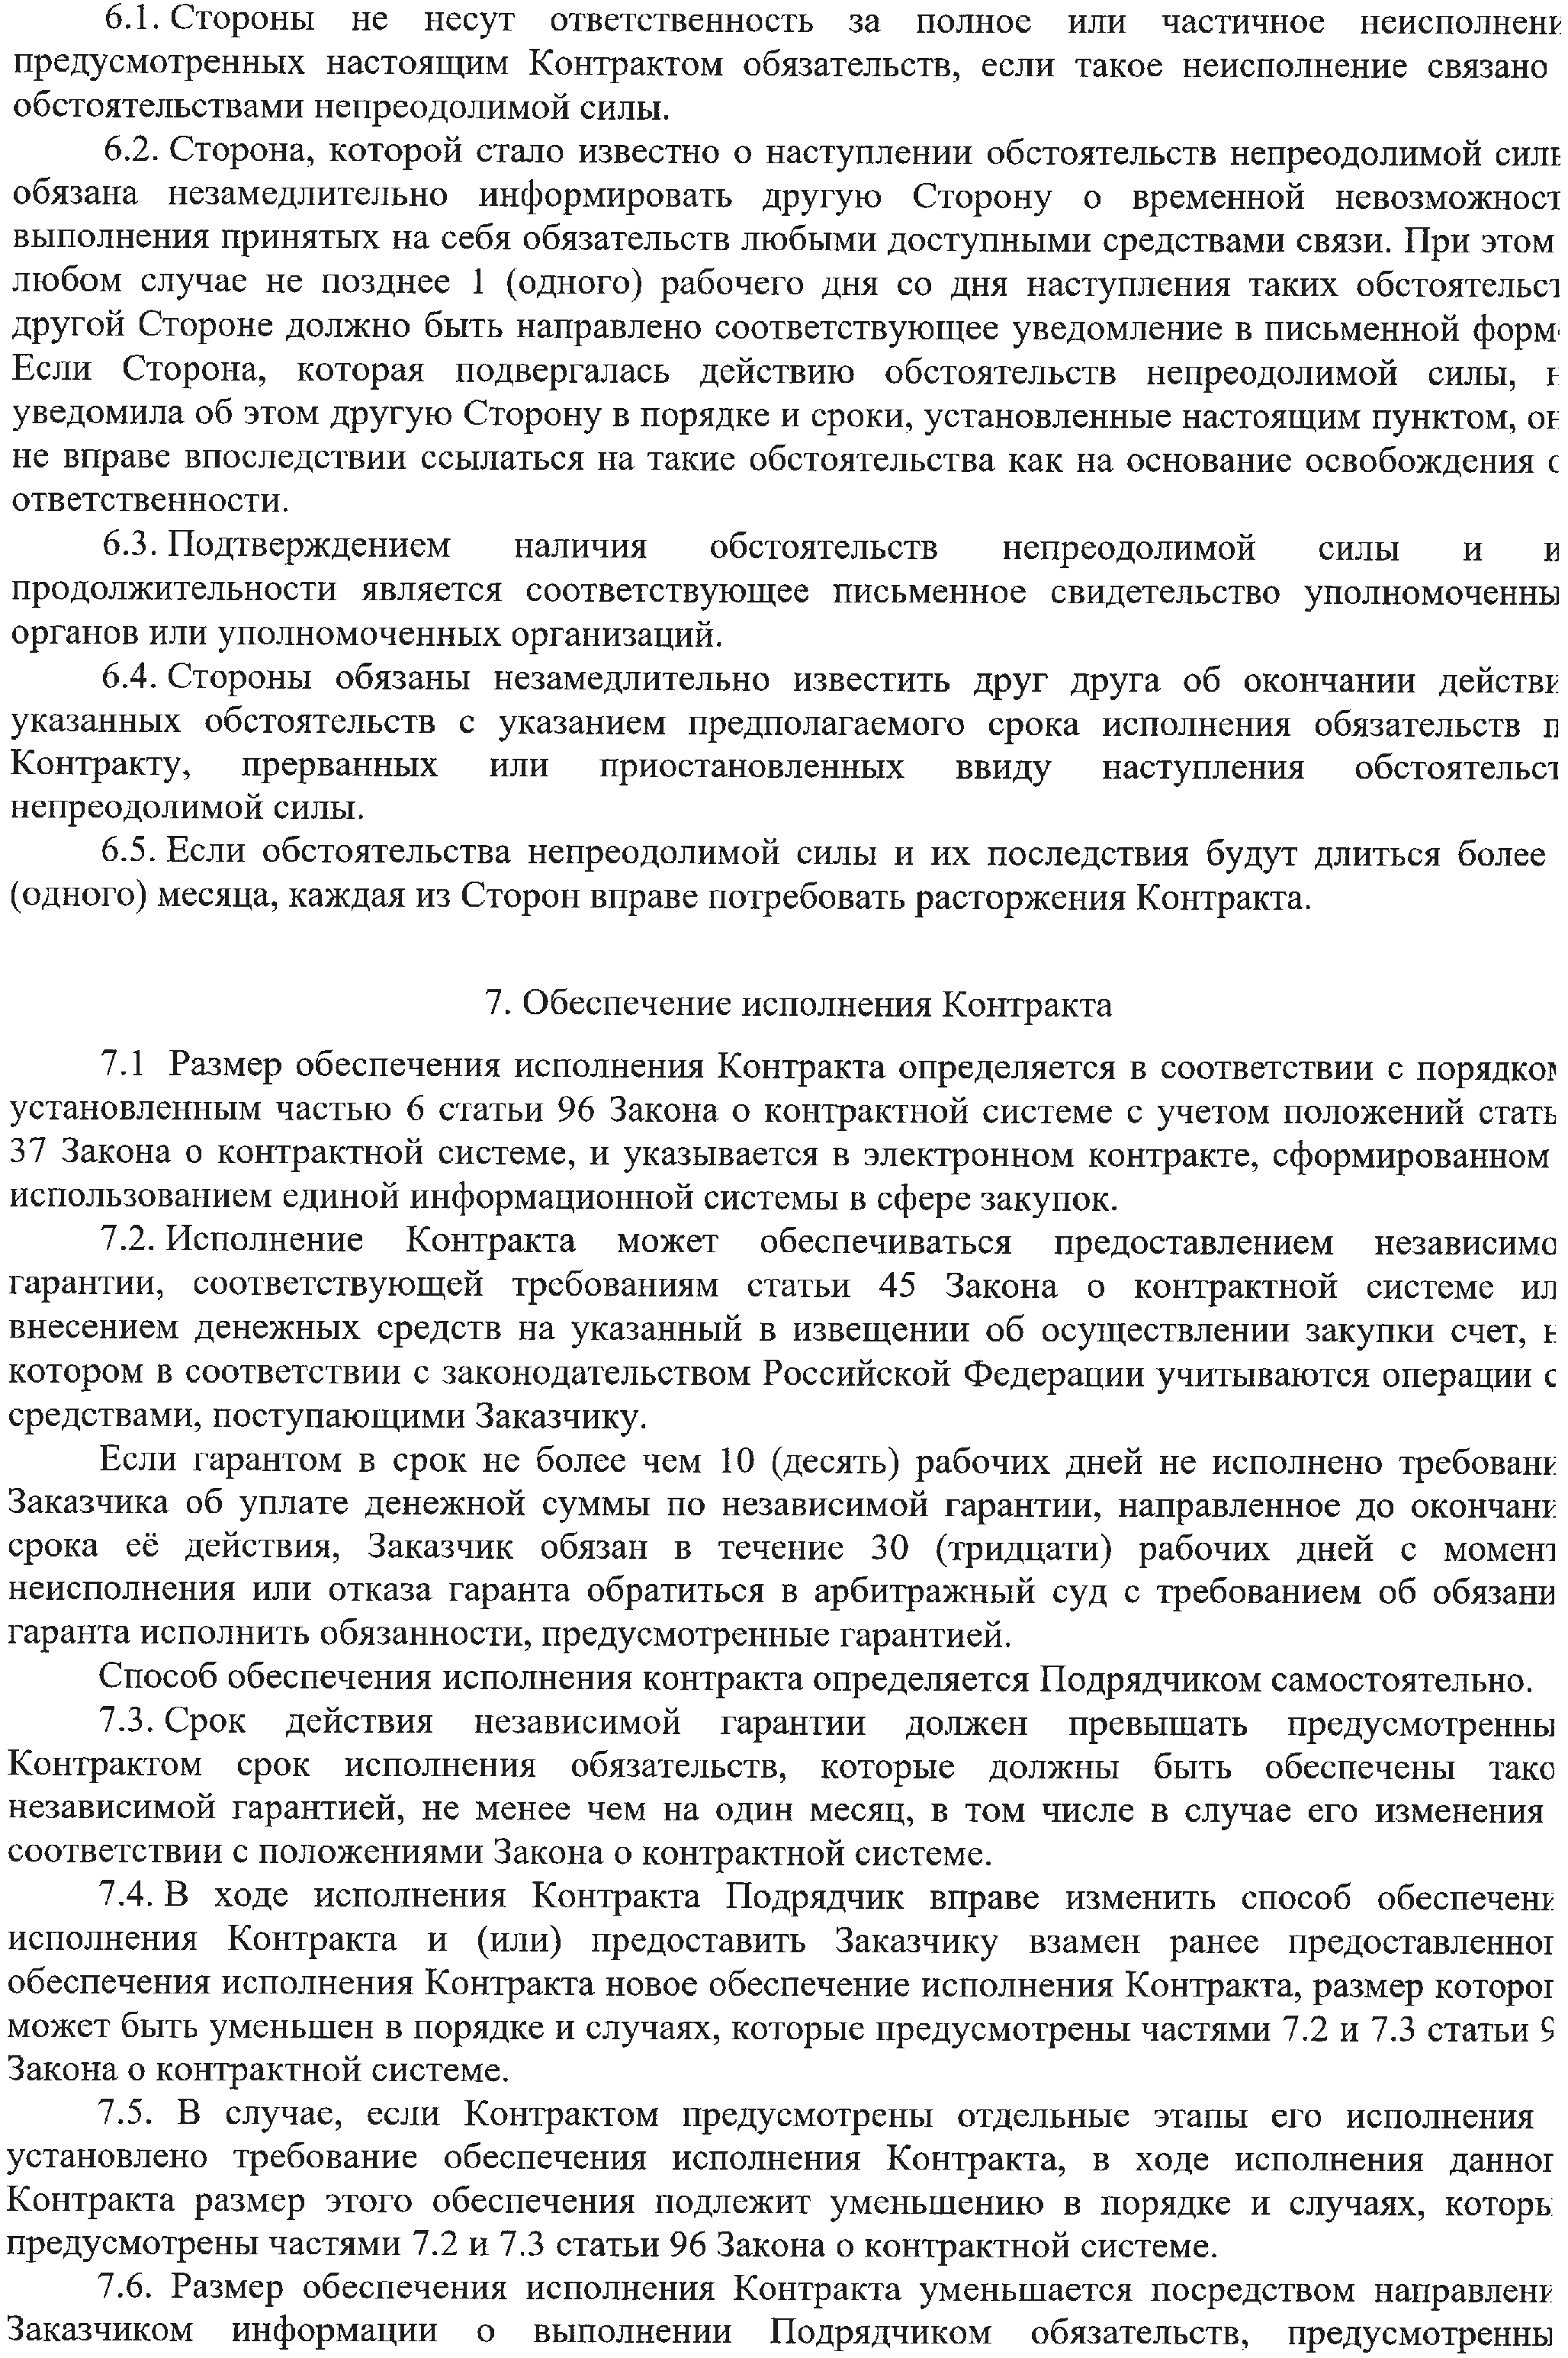 6.1. Стороны не несут ответственность за полное или частичное неисполнени
предусмотренных настоящим Контрактом обязательств, если такое неисполнение связано
обстоятельствами непреодолимой силы.
6.2. Сторона, которой стало известно о наступлении обстоятельств непреодолимой силы
обязана незамедлительно информировать другую Сторону о временной невозможност
выполнения принятых на себя обязательств любыми доступными средствами связи. При этом
любом случае не позднее 1 (одного) рабочего дня со дня наступления таких обстоятельст
другой Стороне должно быть направлено соответствующее уведомление в письменной форм
Если Сторона, которая подвергалась действию обстоятельств непреодолимой силы, н
уведомила об этом другую Сторону в порядке и сроки, установленные настоящим пунктом, он
не вправе впоследствии ссылаться на такие обстоятельства как на основание освобождения о
ответственности.
6.3. Подтверждением наличия обстоятельств непреодолимой силы и и
продолжительности является соответствующее письменное свидетельство уполномоченны
органов или уполномоченных организаций.
6.4. Стороны обязаны незамедлительно известить друг друга об окончании действи
указанных обстоятельств с указанием предполагаемого срока исполнения обязательств п
Контракту, прерванных или приостановленных ввиду наступления обстоятельст
непреодолимой силы.
6.5. Если обстоятельства непреодолимой силы и их последствия будут длиться более
(одного) месяца, каждая из Сторон вправе потребовать расторжения Контракта.
7. Обеспечение исполнения Контракта
7.1 Размер обеспечения исполнения Контракта определяется в соответствии с порядком
установленным частью 6 статьи 96 Закона о контрактной системе с учетом положений стать
37 Закона о контрактной системе, и указывается в электронном контракте, сформированном
использованием единой информационной системы в сфере закупок.
7.2. Исполнение Контракта может обеспечиваться предоставлением независимо
гарантии, соответствующей требованиям статьи 45 Закона о контрактной системе ил
внесением денежных средств на указанный в извещении об осуществлении закупки счет, н
котором в соответствии с законодательством Российской Федерации учитываются операции с
средствами, поступающими Заказчику.
Если гарантом в срок не более чем 10 (десять) рабочих дней не исполнено требовани
Заказчика об уплате денежной суммы по независимой гарантии, направленное до окончани
срока её действия, Заказчик обязан в течение 30 (тридцати) рабочих дней с момент
неисполнения или отказа гаранта обратиться в арбитражный суд с требованием об обязани
гаранта исполнить обязанности, предусмотренные гарантией.
Способ обеспечения исполнения контракта определяется Подрядчиком самостоятельно.
7.3. Срок действия независимой гарантии должен превышать предусмотренны
Контрактом срок исполнения обязательств, которые должны быть обеспечены тако
независимой гарантией, не менее чем на один месяц, в том числе в случае его изменения
соответствии с положениями Закона о контрактной системе.
7.4. В ходе исполнения Контракта Подрядчик вправе изменить способ обеспечени
исполнения Контракта и (или) предоставить Заказчику взамен ранее предоставленног
обеспечения исполнения Контракта новое обеспечение исполнения Контракта, размер которог
может быть уменьшен в порядке и случаях, которые предусмотрены частями 7.2 и 7.3 статьи 9
Закона о контрактной системе.
7.5. В случае, если Контрактом предусмотрены отдельные этапы его исполнения
установлено требование обеспечения исполнения Контракта, в ходе исполнения данног
Контракта размер этого обеспечения подлежит уменьшению в порядке и случаях, которы
предусмотрены частями 7.2 и 7.3 статьи 96 Закона о контрактной системе.
7.6. Размер обеспечения исполнения Контракта уменьшается посредством направлени
Заказчиком информации о выполнении Подрядчиком обязательств, предусмотренны